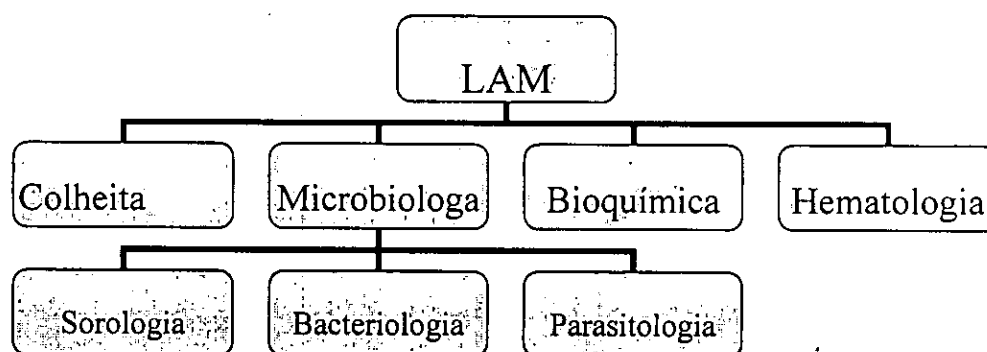 LAM
Colheita
Microbiologa
Bioquímica
Hematologia
Sorologia
Bacteriologia
Parasitologia